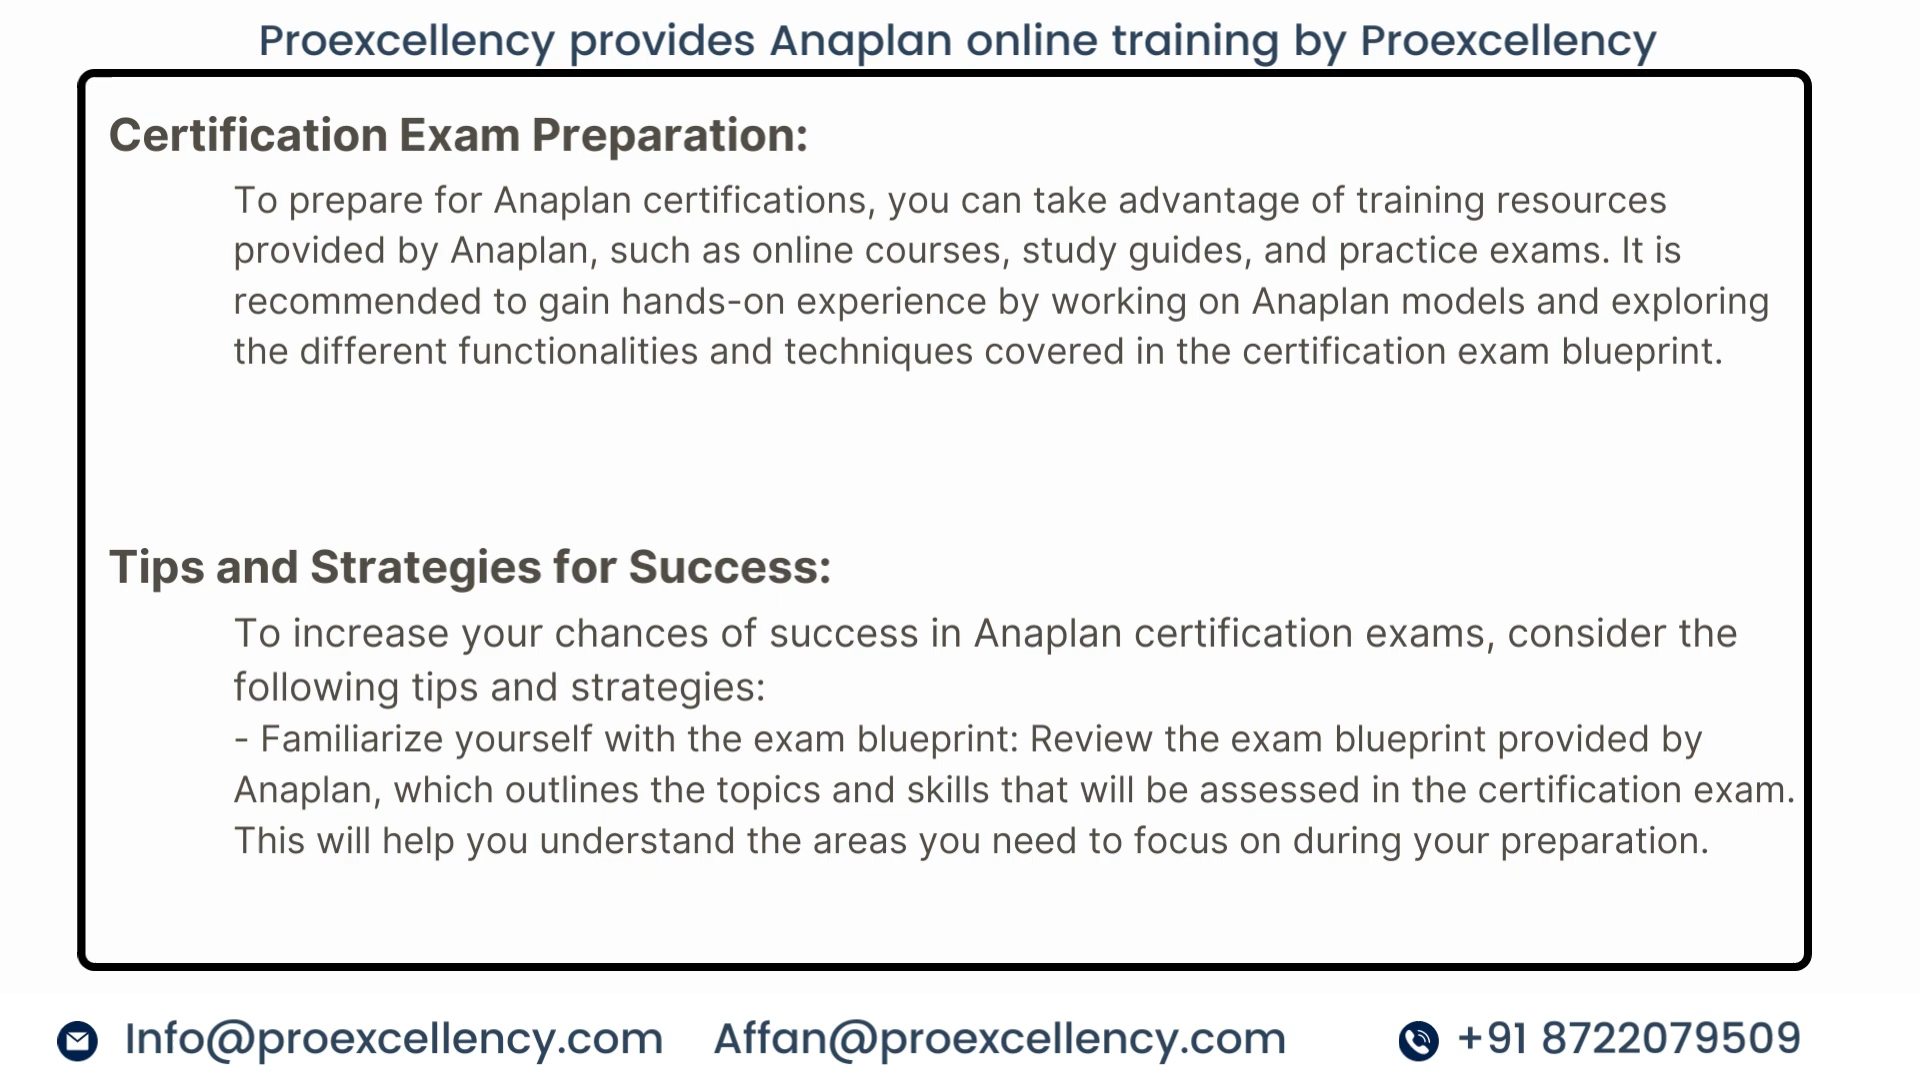 Proexcellency provides Anaplan online training by Proexcellency
Certification Exam Preparation:
To prepare for Anaplan certifications, you can take advantage of training resources
provided by Anaplan, such as online courses, study guides, and practice exams. It is
recommended to gain hands-on experience by working on Anaplan models and exploring
the different functionalities and techniques covered in the certification exam blueprint.
Tips and Strategies for Success:
To increase your chances of success in Anaplan certification exams, consider the
following tips and strategies:
- Familiarize yourself with the exam blueprint: Review the exam blueprint provided by
Anaplan, which outlines the topics and skills that will be assessed in the certification exam.
This will help you understand the areas you need to focus on during your preparation.
Info@proexcellency.com Affan@proexcellency.com +91 8722079509